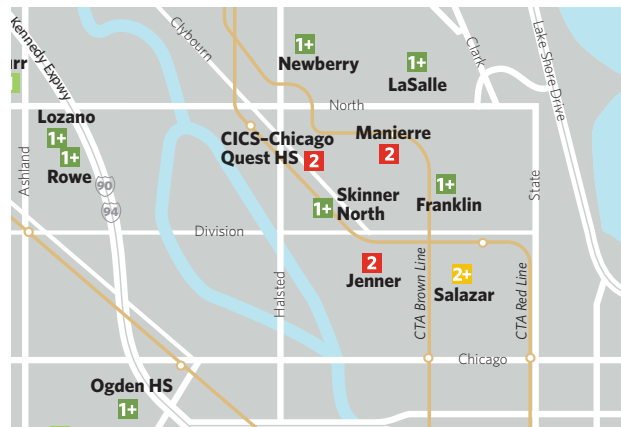 Kennedy Expwy
Clybourn
Clark
Lake Shore Drive
1+
Newberry
1+
LaSalle
urr
North
Lozano
1+
1+
Rowe
Ashland
90
94
CICS–Chicago
Quest HS 2
Manierre
2
1+
Skinner
North
1+
Franklin
State
Division
Halsted
2
Jenner
CTA Brown Line
2+
Salazar
CTA Red Line
Chicago
Ogden HS
1+